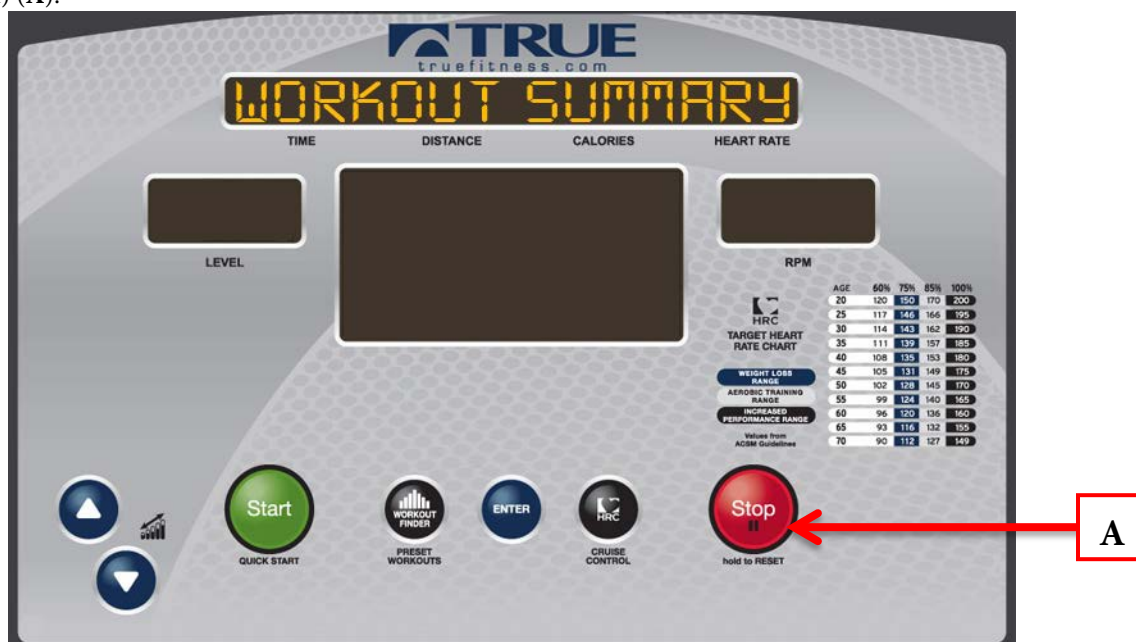 ) (A).
TRUE
truefitness.com
WORKOUT SUMMARY
TIME DISTANCE CALORIES HEART RATE
LEVEL
RPM
HRC
TARGET HEART
RATE CHART
WEIGHT LOSS
RANGE
AEROBIC TRAINING
RANGE
INCREASED
PERFORMANCE RANGE
Values from
ACSM Guidelines
AGE 60% 75% 85% 100%
20 120 150 170 200
25 117 146 166 195
30 114 143 162 190
35 111 139 157 185
40 108 135 153 180
45 105 131 149 175
50 102 128 145 170
55 99 124 140 165
60 96 120 136 160
65 93 116 132 155
70 90 112 127 149
Start
QUICK START
WORKOUT
FINDER
PRESET
WORKOUTS
ENTER
HRC
CRUISE
CONTROL
Stop
hold to RESET
A